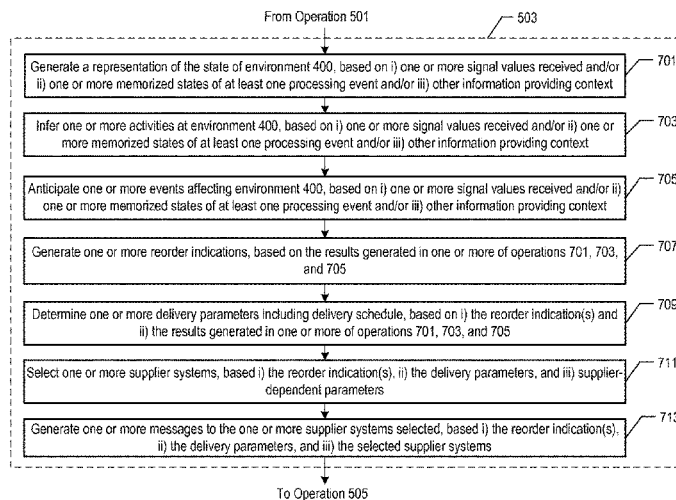 From Operation 501
503
Generate a representation of the state of environment 400, based on i) one or more signal values received and/or
ii) one or more memorized states of at least one processing event and/or iii) other information providing context
701
Infer one or more activities at environment 400, based on i) one or more signal values received and/or ii) one or
more memorized states of at least one processing event and/or iii) other information providing context
703
Anticipate one or more events affecting environment 400, based on i) one or more signal values received and/or ii)
one or more memorized states of at least one processing event and/or iii) other information providing context
705
Generate one or more reorder indications, based on the results generated in one or more of operations 701, 703,
and 705
707
Determine one or more delivery parameters including delivery schedule, based on i) the reorder indication(s) and
ii) the results generated in one or more of operations 701, 703, and 705
709
Select one or more supplier systems, based i) the reorder indication(s), ii) the delivery parameters, and iii) supplier-
dependent parameters
711
Generate one or more messages to the one or more supplier systems selected, based i) the reorder indication(s),
ii) the delivery parameters, and iii) the selected supplier systems
713
To Operation 505